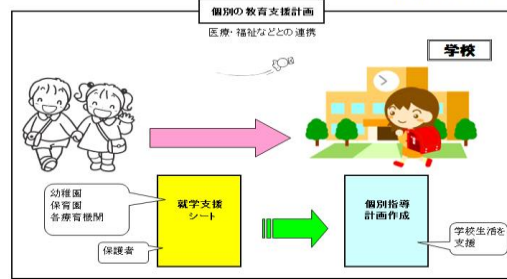 個別の教育支援計画
医療・福祉などとの連携
学校
幼稚園
保育園
各療育機関
保護者
就学支援
シート
個別指導
計画作成
学校生活を
支援